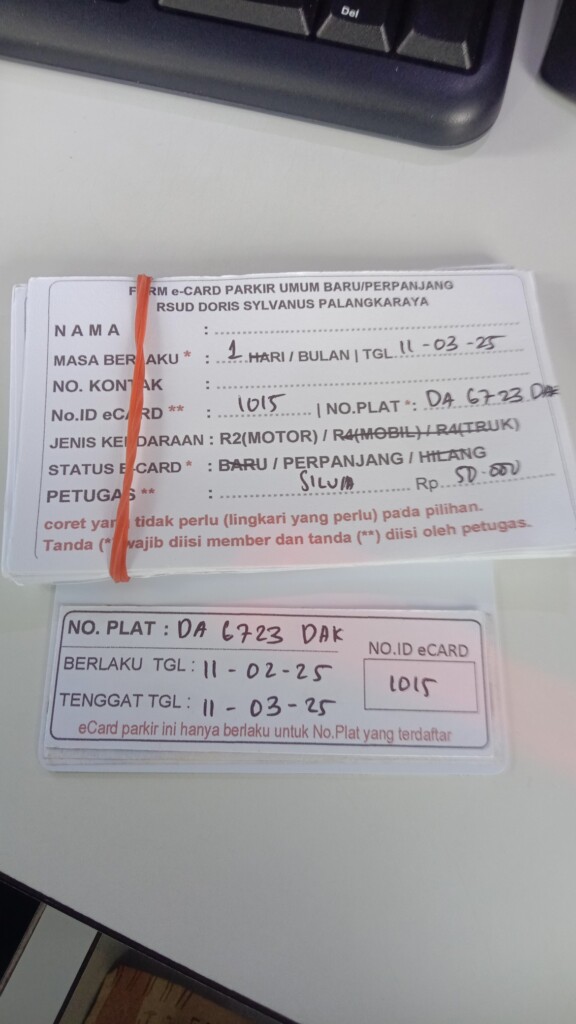 Del
FORM e-CARD PARKIR UMUM BARU/PERPANJANG
RSUD DORIS SYLVANUS PALANGKARAYA
NAMA :
MASA BERLAKU * : 1 HARI / BULAN | TGL 11-03-25
NO. KONTAK :
No.ID eCARD ** : 1015 | NO.PLAT *: DA 6723 DAK
JENIS KENDARAAN : R2(MOTOR) / R4(MOBIL) / R4(TRUK)
STATUS E-CARD * : BARU / PERPANJANG / HILANG
PETUGAS ** : Rp 50.000
coret yang tidak perlu (lingkari yang perlu) pada pilihan.
Tanda (*) wajib diisi member dan tanda (**) diisi oleh petugas.
NO. PLAT : DA 6723 DAK
NO.ID eCARD
BERLAKU TGL : 11-02-25
1015
TENGGAT TGL : 11-03-25
eCard parkir ini hanya berlaku untuk No.Plat yang terdaftar